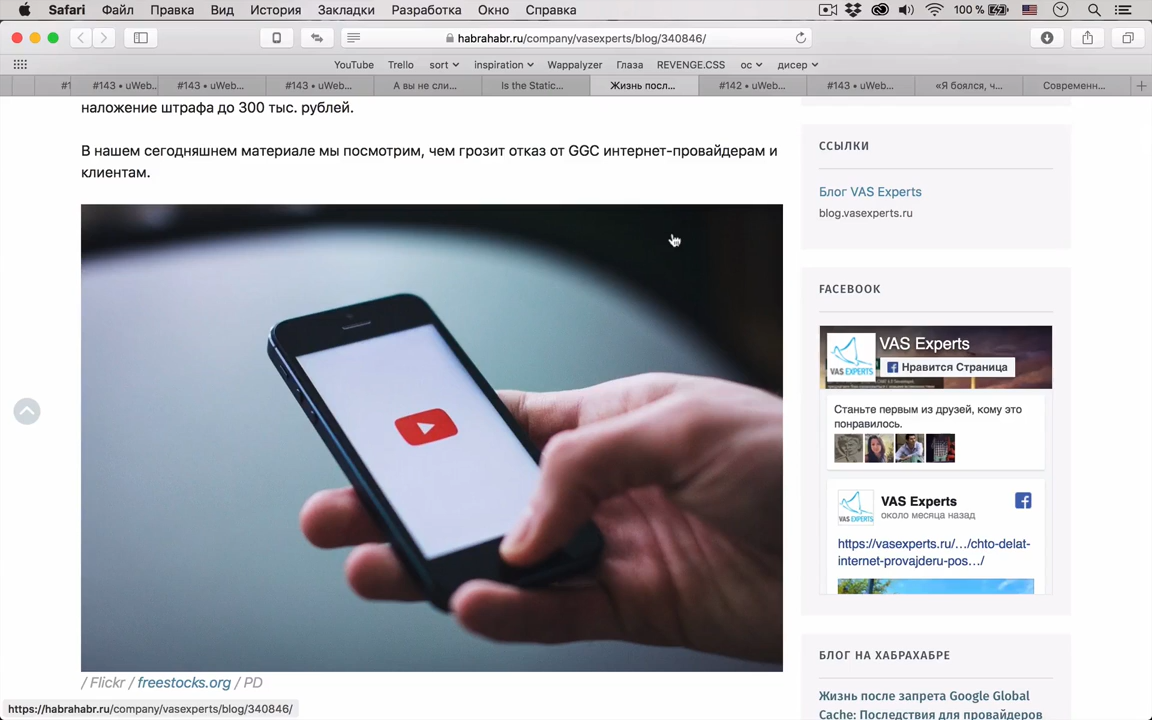 Safari Файл Правка Вид История Закладки Разработка Окно Справка 100 %
habrahabr.ru/company/vasexperts/blog/340846/
YouTube Trello sort inspiration Wappalyzer Глаза REVENGE.CSS ос дисер
#1 #143 • uWeb... #143 • uWeb... #143 • uWeb... А вы не сли... Is the Static... Жизнь посл... #142 • uWeb... #143 • uWeb... «Я боялся, ч... Современн...
наложение штрафа до 300 тыс. рублей.
В нашем сегодняшнем материале мы посмотрим, чем грозит отказ от GGC интернет-провайдерам и
клиентам.
/ Flickr / freestocks.org / PD
ССЫЛКИ
Блог VAS Experts
blog.vasexperts.ru
FACEBOOK
VAS EXPERTS
VAS Experts
Нравится Страница
Станьте первым из друзей, кому это
понравилось.
VAS EXPERTS
VAS Experts
около месяца назад
https://vasexperts.ru/…/chto-delat-
internet-provajderu-pos…/
БЛОГ НА ХАБРАХАБРЕ
Жизнь после запрета Google Global
Cache: Последствия для провайдеров
https://habrahabr.ru/company/vasexperts/blog/340846/